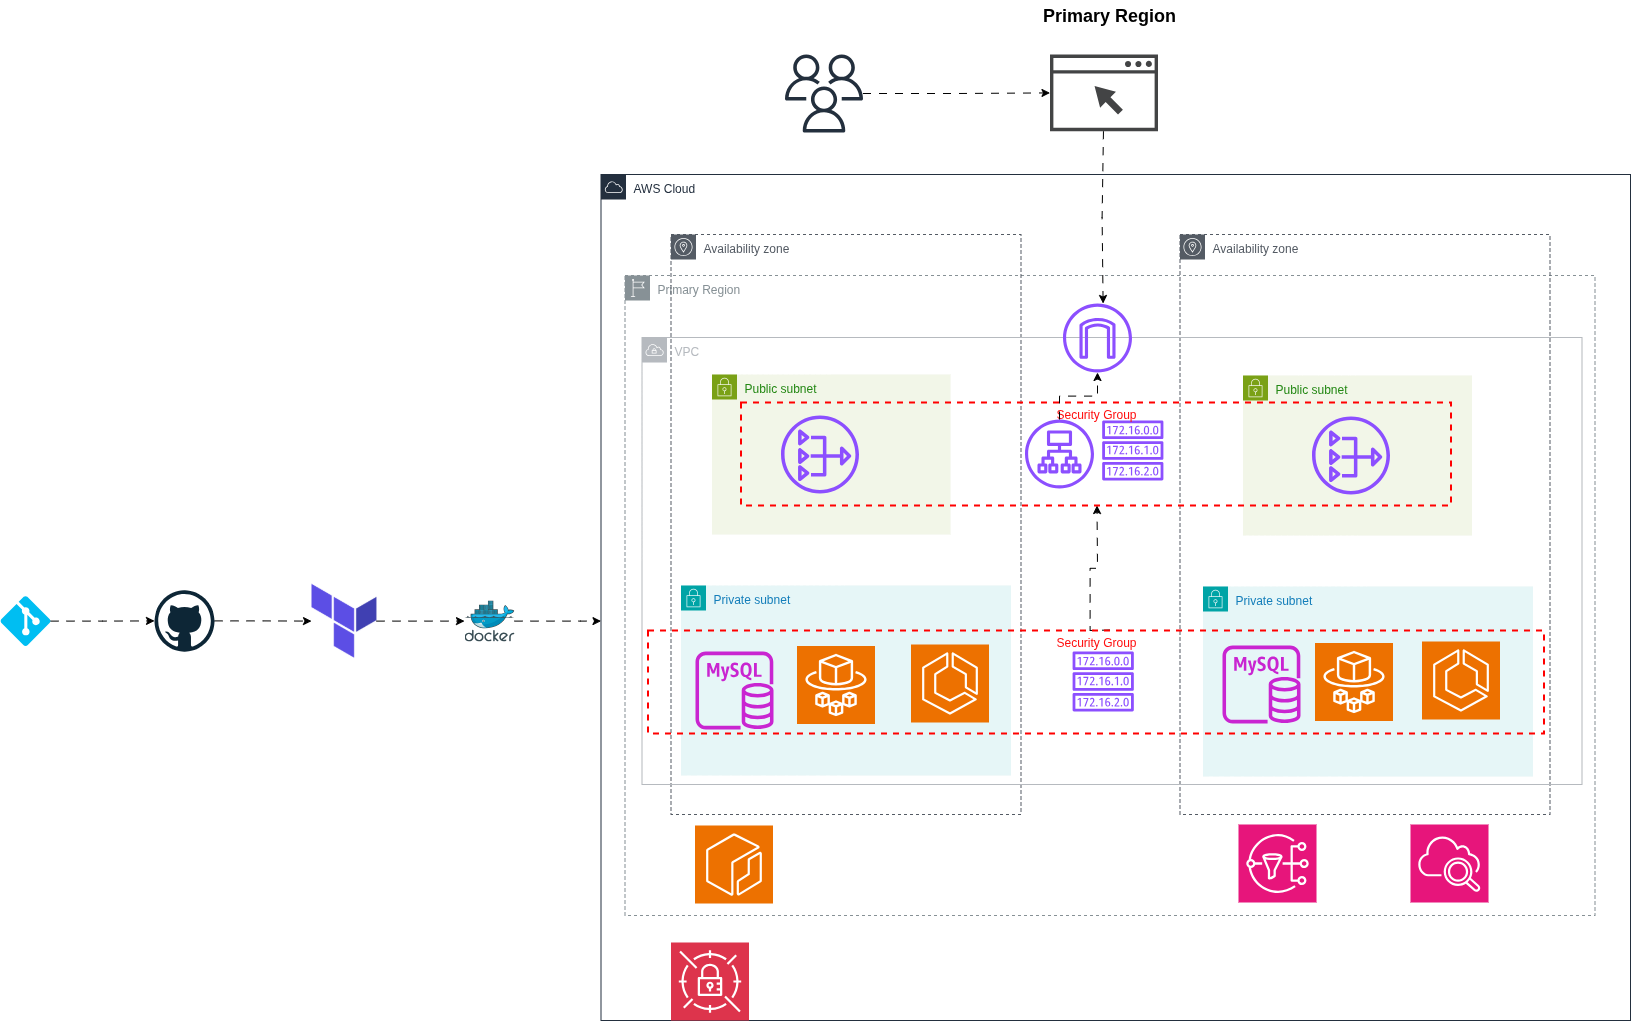 Primary Region
AWS Cloud
Availability zone
Availability zone
Primary Region
VPC
Public subnet
Public subnet
Security Group
172.16.0.0
172.16.1.0
172.16.2.0
Private subnet
Private subnet
docker
Security Group
172.16.0.0
172.16.1.0
172.16.2.0
MySQL
MySQL